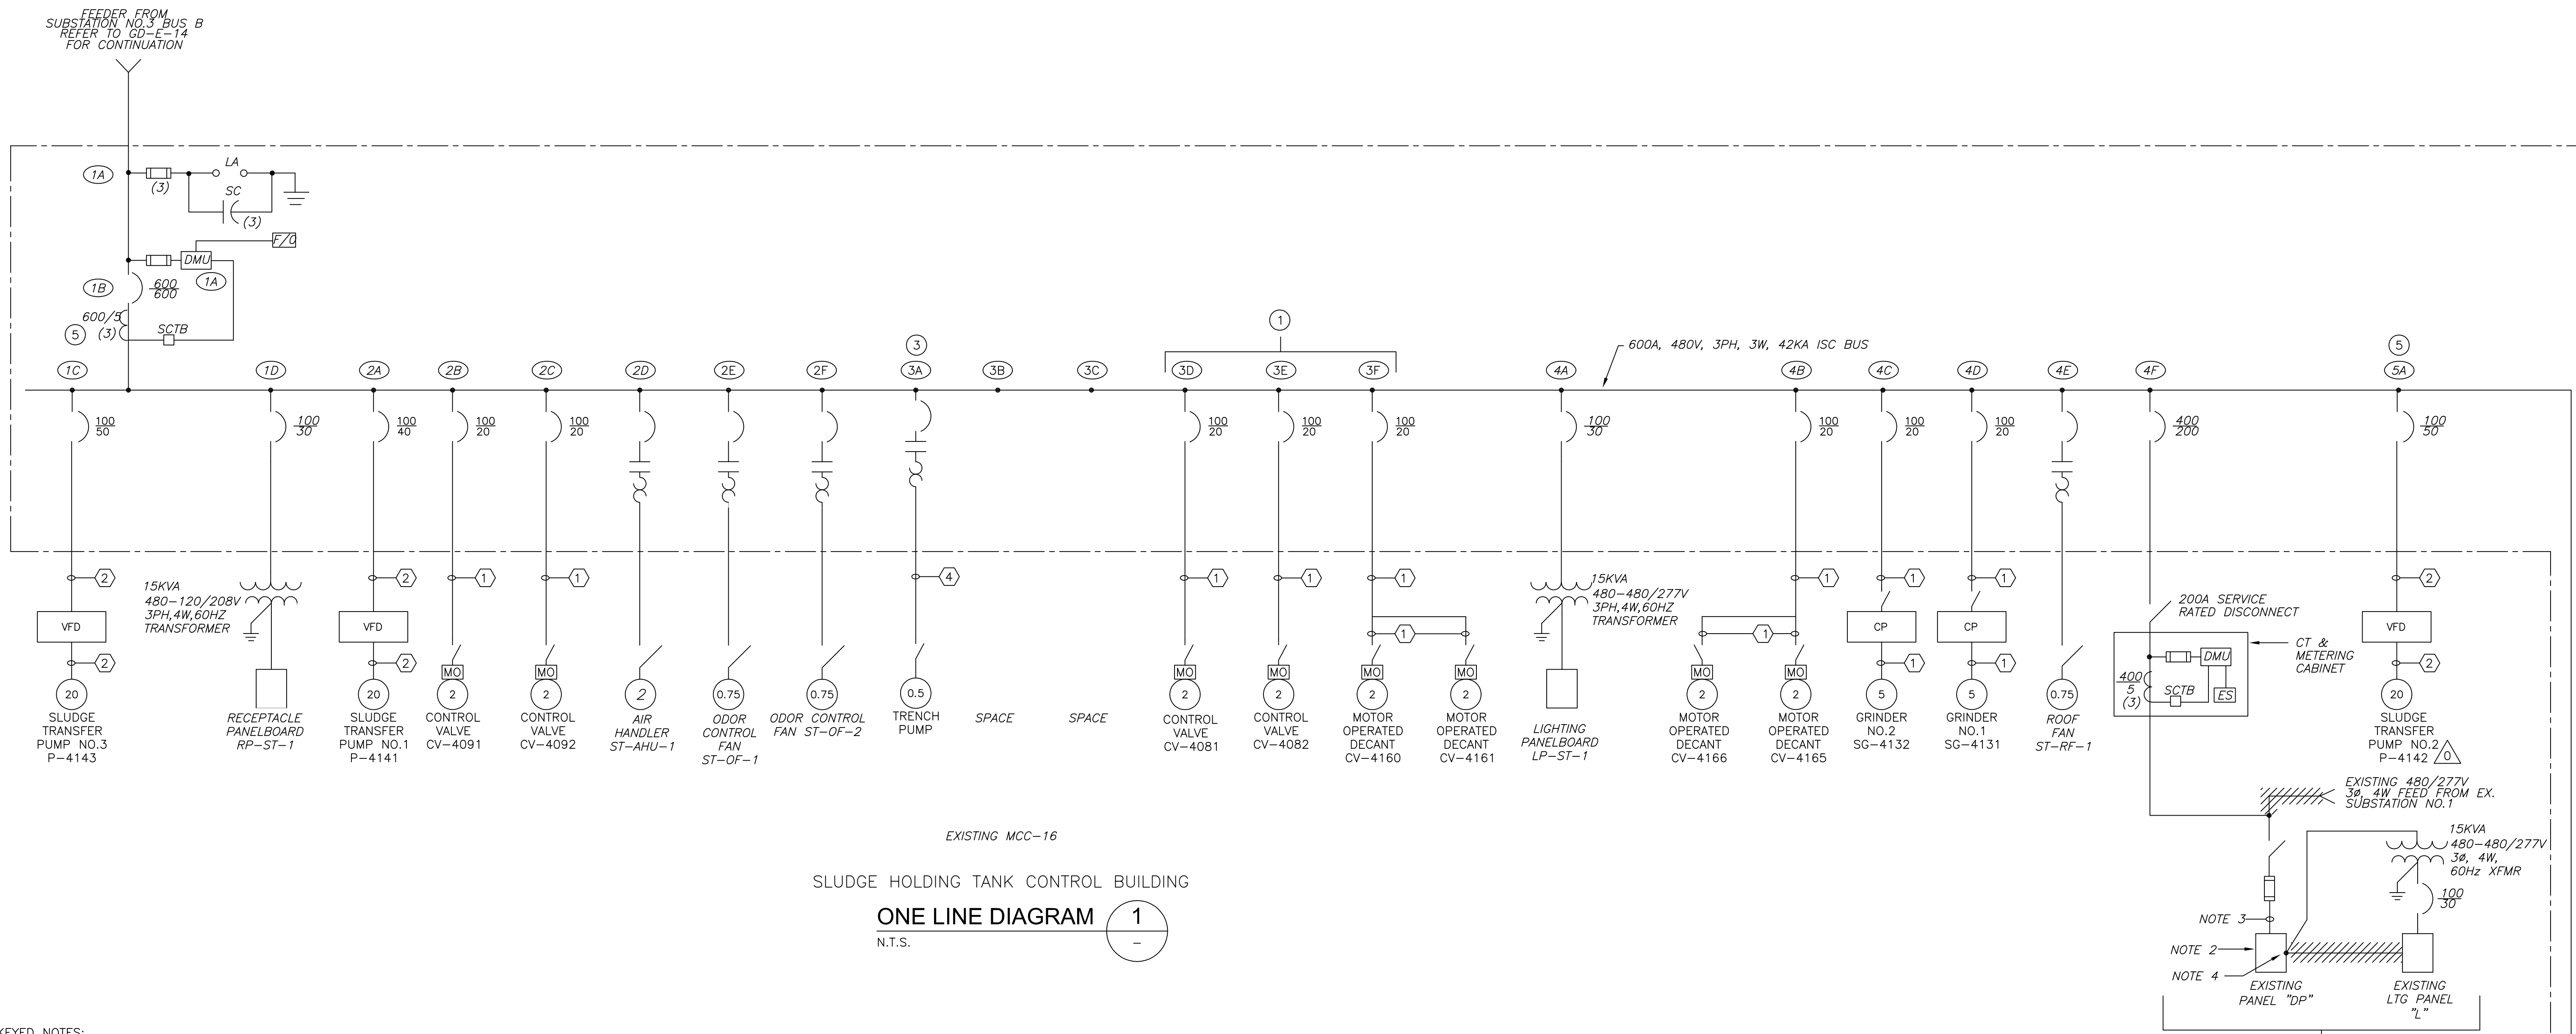 FEEDER FROM
SUBSTATION NO.3 BUS B
REFER TO GD-E-14
FOR CONTINUATION
1A
(3)
LA
SC
(3)
F/O
DMU
1A
1B
600
600
600/5
(3)
5
SCTB
600A, 480V, 3PH, 3W, 42KA ISC BUS
3
1
5
1C
1D
2A
2B
2C
2D
2E
2F
3A
3B
3C
3D
3E
3F
4A
4B
4C
4D
4E
4F
5A
100
50
100
30
100
40
100
20
100
20
100
20
100
20
100
20
100
30
100
20
100
20
100
20
400
200
100
50
2
VFD
2
20
SLUDGE
TRANSFER
PUMP NO.3
P-4143
15KVA
480-120/208V
3PH,4W,60HZ
TRANSFORMER
RECEPTACLE
PANELBOARD
RP-ST-1
2
VFD
2
20
SLUDGE
TRANSFER
PUMP NO.1
P-4141
1
MO
2
CONTROL
VALVE
CV-4091
1
MO
2
CONTROL
VALVE
CV-4092
2
AIR
HANDLER
ST-AHU-1
0.75
ODOR
CONTROL
FAN
ST-OF-1
0.75
ODOR CONTROL
FAN ST-OF-2
4
0.5
TRENCH
PUMP
SPACE
SPACE
1
MO
2
CONTROL
VALVE
CV-4081
1
MO
2
CONTROL
VALVE
CV-4082
1
1
MO
2
MOTOR
OPERATED
DECANT
CV-4160
MO
2
MOTOR
OPERATED
DECANT
CV-4161
15KVA
480-480/277V
3PH,4W,60HZ
TRANSFORMER
LIGHTING
PANELBOARD
LP-ST-1
1
1
MO
2
MOTOR
OPERATED
DECANT
CV-4166
MO
2
MOTOR
OPERATED
DECANT
CV-4165
1
CP
1
5
GRINDER
NO.2
SG-4132
1
CP
1
5
GRINDER
NO.1
SG-4131
0.75
ROOF
FAN
ST-RF-1
200A SERVICE
RATED DISCONNECT
CT &
METERING
CABINET
DMU
400
5
(3)
SCTB
ES
2
VFD
2
20
SLUDGE
TRANSFER
PUMP NO.2
P-4142
0
EXISTING 480/277V
3ø, 4W FEED FROM EX.
SUBSTATION NO.1
15KVA
480-480/277V
3ø, 4W,
60Hz XFMR
100
30
NOTE 3
NOTE 2
NOTE 4
EXISTING
PANEL "DP"
EXISTING
LTG PANEL
"L"
EXISTING MCC-16
SLUDGE HOLDING TANK CONTROL BUILDING
ONE LINE DIAGRAM
1
-
N.T.S.
KEYED NOTES: